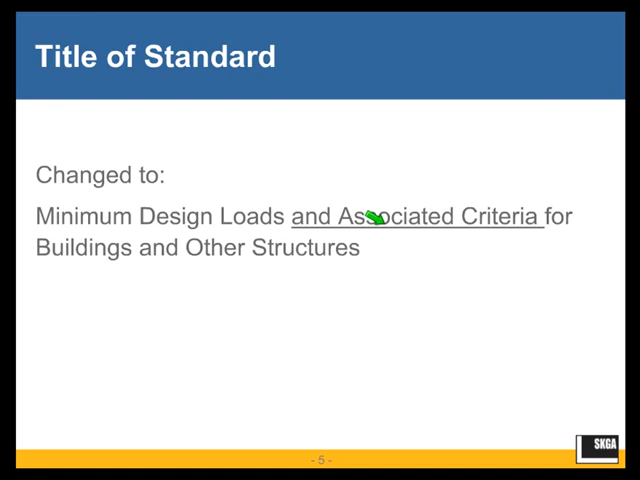 Title of Standard
Changed to:
Minimum Design Loads and Associated Criteria for
Buildings and Other Structures
- 5 -
SKGA